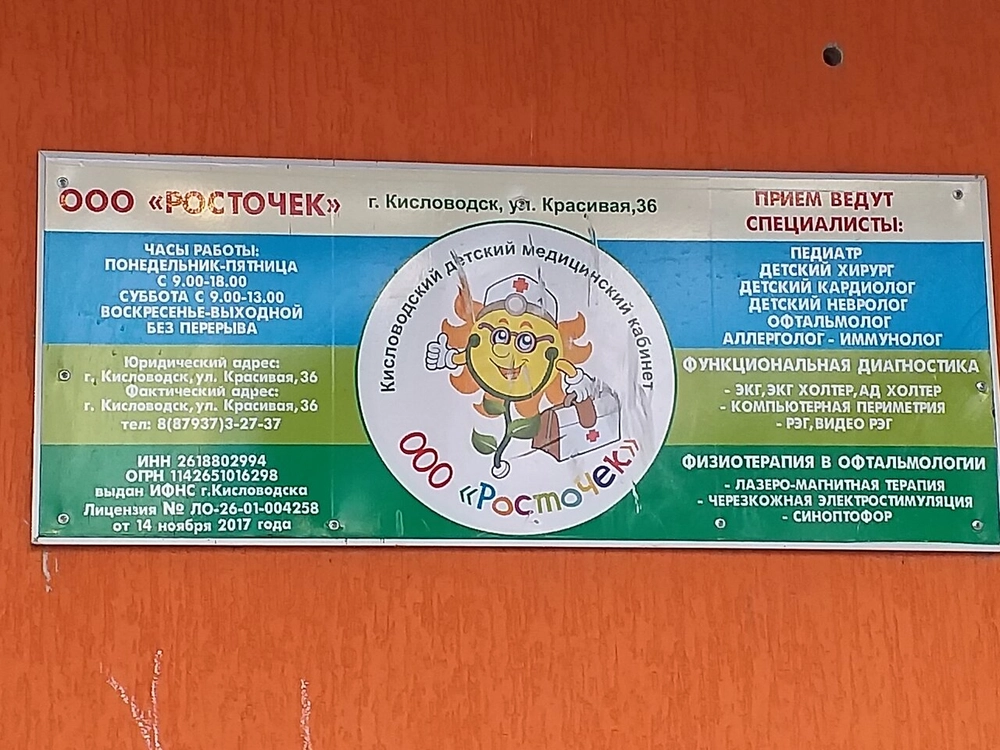 ООО «РОСТОЧЕК»
г. Кисловодск, ул. Красивая,36
ЧАСЫ РАБОТЫ:
ПОНЕДЕЛЬНИК-ПЯТНИЦА
С 9.00-18.00
СУББОТА С 9.00-13.00
ВОСКРЕСЕНЬЕ-ВЫХОДНОЙ
БЕЗ ПЕРЕРЫВА
Юридический адрес:
г. Кисловодск, ул. Красивая,36
Фактический адрес:
г. Кисловодск, ул. Красивая,36
тел: 8(87937)3-27-37
ИНН 2618802994
ОГРН 1142651016298
выдан ИФНС г.Кисловодска
Лицензия № ЛО-26-01-004258
от 14 ноября 2017 года
Кисловодский детский медицинский кабинет
ООО «Росточек»
ПРИЕМ ВЕДУТ
СПЕЦИАЛИСТЫ:
ПЕДИАТР
ДЕТСКИЙ ХИРУРГ
ДЕТСКИЙ КАРДИОЛОГ
ДЕТСКИЙ НЕВРОЛОГ
ОФТАЛЬМОЛОГ
АЛЛЕРГОЛОГ - ИММУНОЛОГ
ФУНКЦИОНАЛЬНАЯ ДИАГНОСТИКА
- ЭКГ,ЭКГ ХОЛТЕР,АД ХОЛТЕР
- КОМПЬЮТЕРНАЯ ПЕРИМЕТРИЯ
- РЭГ,ВИДЕО РЭГ
ФИЗИОТЕРАПИЯ В ОФТАЛЬМОЛОГИИ
- ЛАЗЕРО-МАГНИТНАЯ ТЕРАПИЯ
- ЧЕРЕЗКОЖНАЯ ЭЛЕКТРОСТИМУЛЯЦИЯ
- СИНОПТОФОР